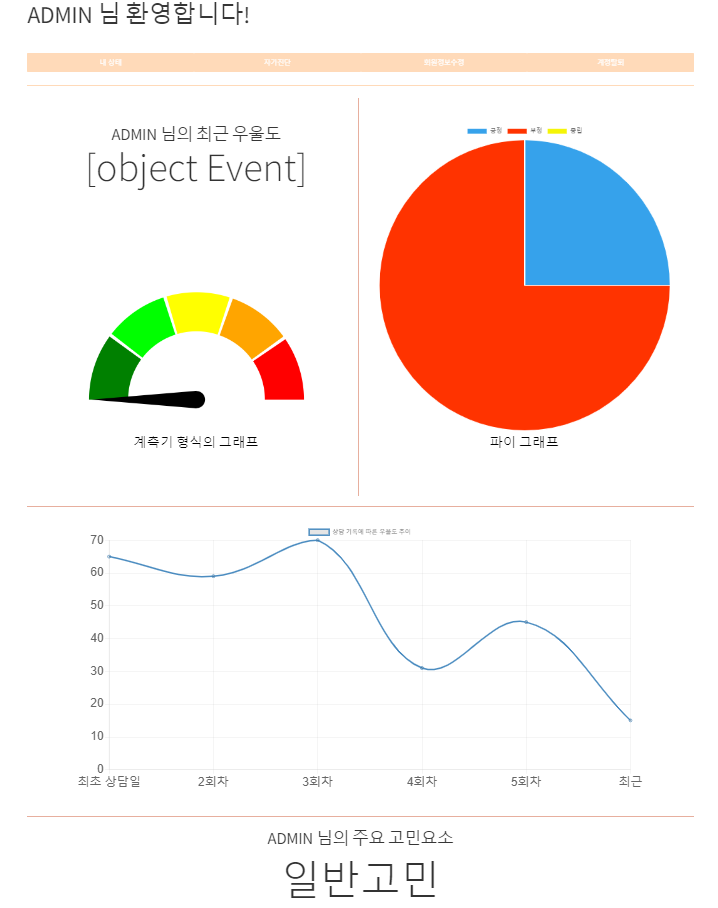 ADMIN 님 환영합니다!
내 상태 자가진단 회원정보수정 계정탈퇴
ADMIN 님의 최근 우울도
[object Event]
계측기 형식의 그래프
긍정 부정 중립
파이 그래프
상담 기록에 따른 우울도 추이
70
60
50
40
30
20
10
0
최초 상담일 2회차 3회차 4회차 5회차 최근
ADMIN 님의 주요 고민요소
일반고민